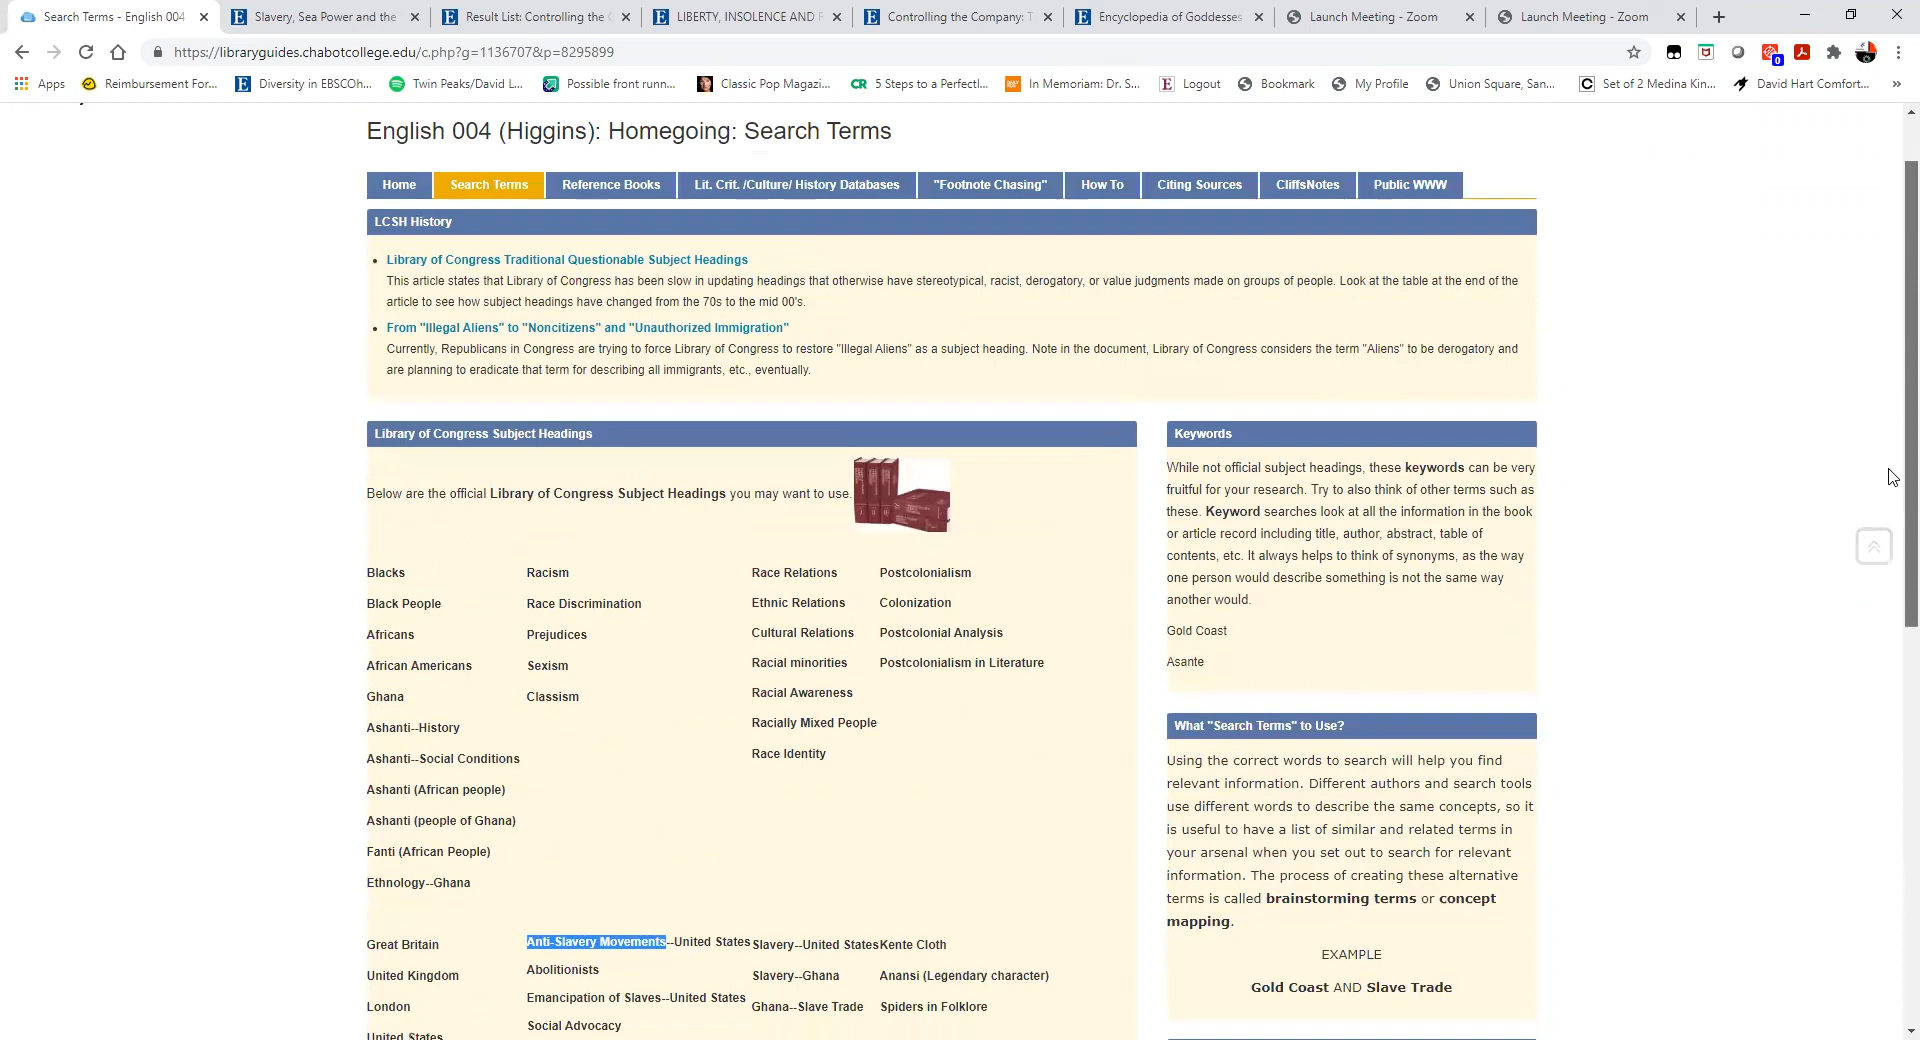 Search Terms - English 004
Slavery, Sea Power and the
Result List: Controlling the
LIBERTY, INSOLENCE AND
Controlling the Company:
Encyclopedia of Goddesses
Launch Meeting - Zoom
Launch Meeting - Zoom
https://libraryguides.chabotcollege.edu/c.php?g=1136707&p=8295899
0
Apps
Reimbursement For...
Diversity in EBSCOh...
Twin Peaks/David L...
Possible front runn...
Classic Pop Magazi...
CR
5 Steps to a Perfectl...
In Memoriam: Dr. S...
Logout
Bookmark
My Profile
Union Square, San...
Set of 2 Medina Kin...
David Hart Comfort...
»
English 004 (Higgins): Homegoing: Search Terms
Home
Search Terms
Reference Books
Lit. Crit. /Culture/ History Databases
"Footnote Chasing"
How To
Citing Sources
CliffsNotes
Public WWW
LCSH History
Library of Congress Traditional Questionable Subject Headings
This article states that Library of Congress has been slow in updating headings that otherwise have stereotypical, racist, derogatory, or value judgments made on groups of people. Look at the table at the end of the
article to see how subject headings have changed from the 70s to the mid 00's.
From "Illegal Aliens" to "Noncitizens" and "Unauthorized Immigration"
Currently, Republicans in Congress are trying to force Library of Congress to restore "Illegal Aliens" as a subject heading. Note in the document, Library of Congress considers the term "Aliens" to be derogatory and
are planning to eradicate that term for describing all immigrants, etc., eventually.
Library of Congress Subject Headings
Below are the official Library of Congress Subject Headings you may want to use.
Blacks
Black People
Africans
African Americans
Ghana
Ashanti--History
Ashanti--Social Conditions
Ashanti (African people)
Ashanti (people of Ghana)
Fanti (African People)
Ethnology--Ghana
Racism
Race Discrimination
Prejudices
Sexism
Classism
Race Relations
Ethnic Relations
Cultural Relations
Racial minorities
Racial Awareness
Racially Mixed People
Race Identity
Postcolonialism
Colonization
Postcolonial Analysis
Postcolonialism in Literature
Great Britain
United Kingdom
London
United States
Anti-Slavery Movements--United States
Abolitionists
Emancipation of Slaves--United States
Social Advocacy
Slavery--United States
Slavery--Ghana
Ghana--Slave Trade
Kente Cloth
Anansi (Legendary character)
Spiders in Folklore
Keywords
While not official subject headings, these keywords can be very
fruitful for your research. Try to also think of other terms such as
these. Keyword searches look at all the information in the book
or article record including title, author, abstract, table of
contents, etc. It always helps to think of synonyms, as the way
one person would describe something is not the same way
another would.
Gold Coast
Asante
What "Search Terms" to Use?
Using the correct words to search will help you find
relevant information. Different authors and search tools
use different words to describe the same concepts, so it
is useful to have a list of similar and related terms in
your arsenal when you set out to search for relevant
information. The process of creating these alternative
terms is called brainstorming terms or concept
mapping.
EXAMPLE
Gold Coast AND Slave Trade